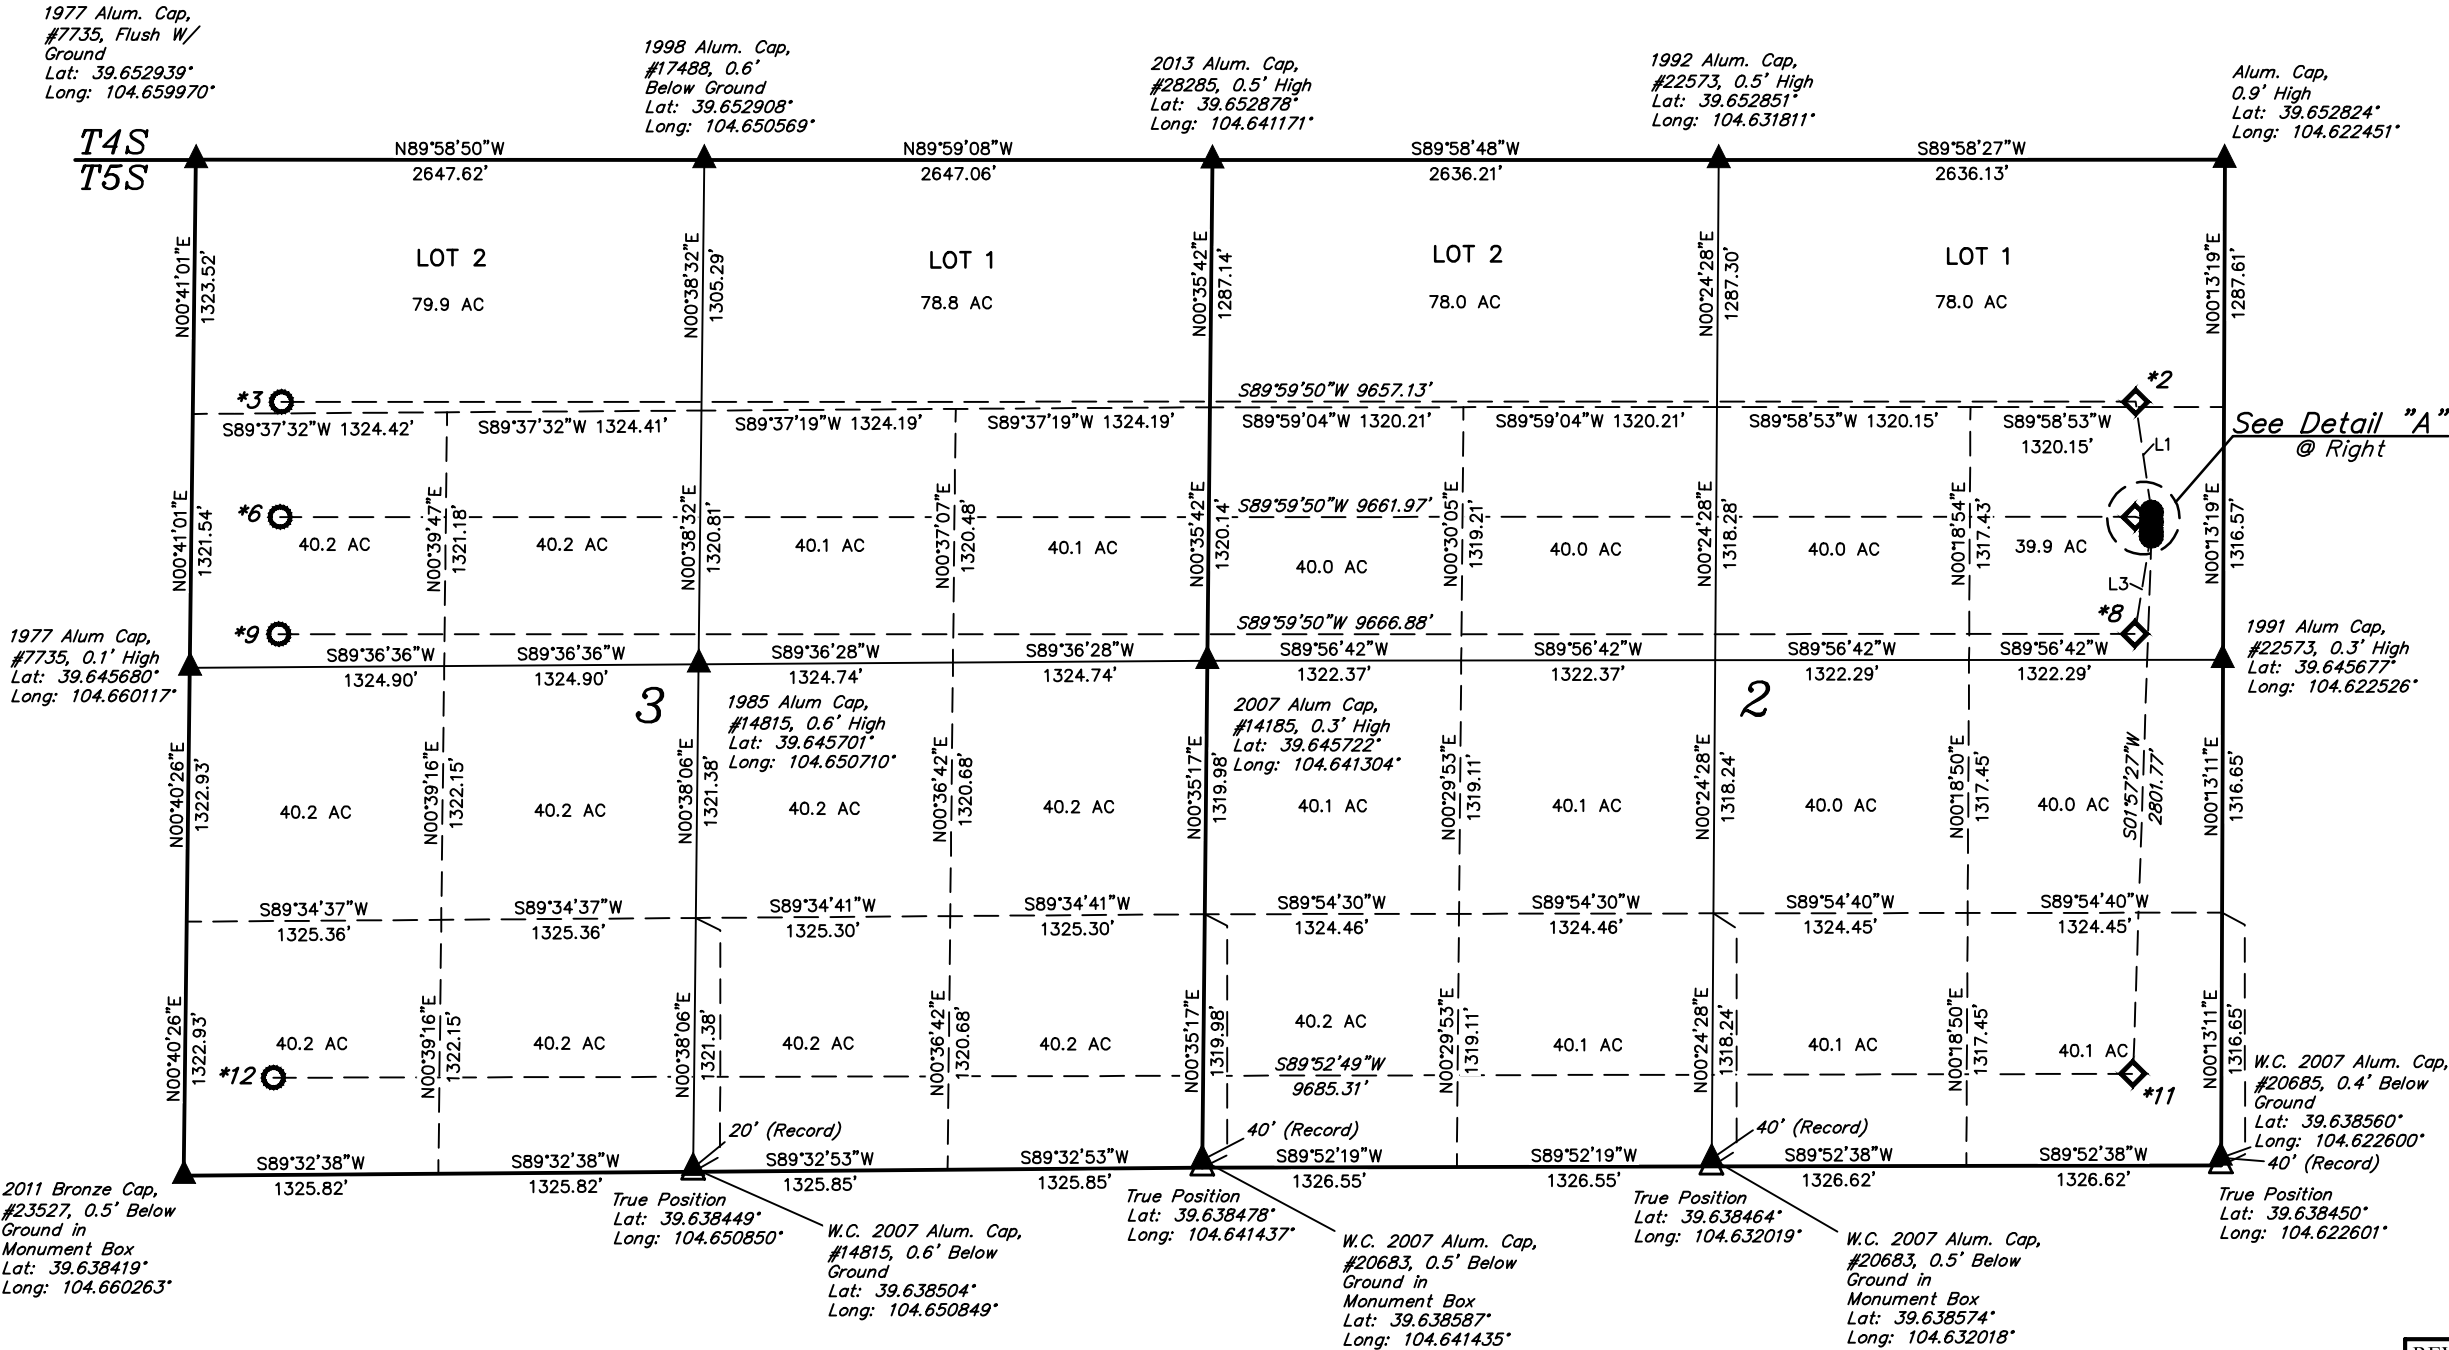 1977 Alum. Cap,
#7735, Flush W/
Ground
Lat: 39.652939°
Long: 104.659970°
1998 Alum. Cap,
#17488, 0.6'
Below Ground
Lat: 39.652908°
Long: 104.650569°
2013 Alum. Cap,
#28285, 0.5' High
Lat: 39.652878°
Long: 104.641171°
1992 Alum. Cap,
#22573, 0.5' High
Lat: 39.652851°
Long: 104.631811°
Alum. Cap,
0.9' High
Lat: 39.652824°
Long: 104.622451°
T4S
T5S
N89°58'50"W
2647.62'
N89°59'08"W
2647.06'
S89°58'48"W
2636.21'
S89°58'27"W
2636.13'
N00°41'01"E
1323.52'
LOT 2
79.9 AC
N00°38'32"E
1305.29'
LOT 1
78.8 AC
N00°35'42"E
1287.14'
LOT 2
78.0 AC
N00°24'28"E
1287.30'
LOT 1
78.0 AC
N00°13'19"E
1287.61'
*3
S89°59'50"W 9657.13'
*2
S89°37'32"W 1324.42'
S89°37'32"W 1324.41'
S89°37'19"W 1324.19'
S89°37'19"W 1324.19'
S89°59'04"W 1320.21'
S89°59'04"W 1320.21'
S89°58'53"W 1320.15'
S89°58'53"W
1320.15'
See Detail "A"
@ Right
L1
*6
S89°59'50"W 9661.97'
N00°41'01"E
1321.54'
40.2 AC
N00°39'47"E
1321.18'
40.2 AC
N00°38'32"E
1320.81'
40.1 AC
N00°37'07"E
1320.48'
40.1 AC
N00°35'42"E
1320.14'
40.0 AC
N00°30'05"E
1319.21'
40.0 AC
N00°24'28"E
1318.28'
40.0 AC
N00°18'54"E
1317.43'
39.9 AC
N00°13'19"E
1316.57'
L3
*9
S89°59'50"W 9666.88'
*8
1977 Alum Cap,
#7735, 0.1' High
Lat: 39.645680°
Long: 104.660117°
S89°36'36"W
1324.90'
S89°36'36"W
1324.90'
S89°36'28"W
1324.74'
S89°36'28"W
1324.74'
S89°56'42"W
1322.37'
S89°56'42"W
1322.37'
S89°56'42"W
1322.29'
S89°56'42"W
1322.29'
1991 Alum Cap,
#22573, 0.3' High
Lat: 39.645677°
Long: 104.622526°
3
1985 Alum Cap,
#14815, 0.6' High
Lat: 39.645701°
Long: 104.650710°
2007 Alum Cap,
#14185, 0.3' High
Lat: 39.645722°
Long: 104.641304°
2
N00°40'26"E
1322.93'
40.2 AC
N00°39'16"E
1322.15'
40.2 AC
N00°38'06"E
1321.38'
40.2 AC
N00°36'42"E
1320.68'
40.2 AC
N00°35'17"E
1319.98'
40.1 AC
N00°29'53"E
1319.11'
40.1 AC
N00°24'28"E
1318.24'
40.0 AC
N00°18'50"E
1317.45'
40.0 AC
S01°57'27"W
2801.77'
N00°13'11"E
1316.65'
S89°34'37"W
1325.36'
S89°34'37"W
1325.36'
S89°34'41"W
1325.30'
S89°34'41"W
1325.30'
S89°54'30"W
1324.46'
S89°54'30"W
1324.46'
S89°54'40"W
1324.45'
S89°54'40"W
1324.45'
N00°40'26"E
1322.93'
40.2 AC
N00°39'16"E
1322.15'
40.2 AC
N00°38'06"E
1321.38'
40.2 AC
N00°36'42"E
1320.68'
40.2 AC
N00°35'17"E
1319.98'
40.2 AC
N00°29'53"E
1319.11'
40.1 AC
N00°24'28"E
1318.24'
40.1 AC
N00°18'50"E
1317.45'
40.1 AC
N00°13'11"E
1316.65'
*12
S89°52'49"W
9685.31'
*11
W.C. 2007 Alum. Cap,
#20685, 0.4' Below
Ground
Lat: 39.638560°
Long: 104.622600°
20' (Record)
40' (Record)
40' (Record)
40' (Record)
S89°32'38"W
1325.82'
S89°32'38"W
1325.82'
S89°32'53"W
1325.85'
S89°32'53"W
1325.85'
S89°52'19"W
1326.55'
S89°52'19"W
1326.55'
S89°52'38"W
1326.62'
S89°52'38"W
1326.62'
2011 Bronze Cap,
#23527, 0.5' Below
Ground in
Monument Box
Lat: 39.638419°
Long: 104.660263°
True Position
Lat: 39.638449°
Long: 104.650850°
W.C. 2007 Alum. Cap,
#14815, 0.6' Below
Ground
Lat: 39.638504°
Long: 104.650849°
True Position
Lat: 39.638478°
Long: 104.641437°
W.C. 2007 Alum. Cap,
#20683, 0.5' Below
Ground in
Monument Box
Lat: 39.638587°
Long: 104.641435°
True Position
Lat: 39.638464°
Long: 104.632019°
W.C. 2007 Alum. Cap,
#20683, 0.5' Below
Ground in
Monument Box
Lat: 39.638574°
Long: 104.632018°
True Position
Lat: 39.638450°
Long: 104.622601°